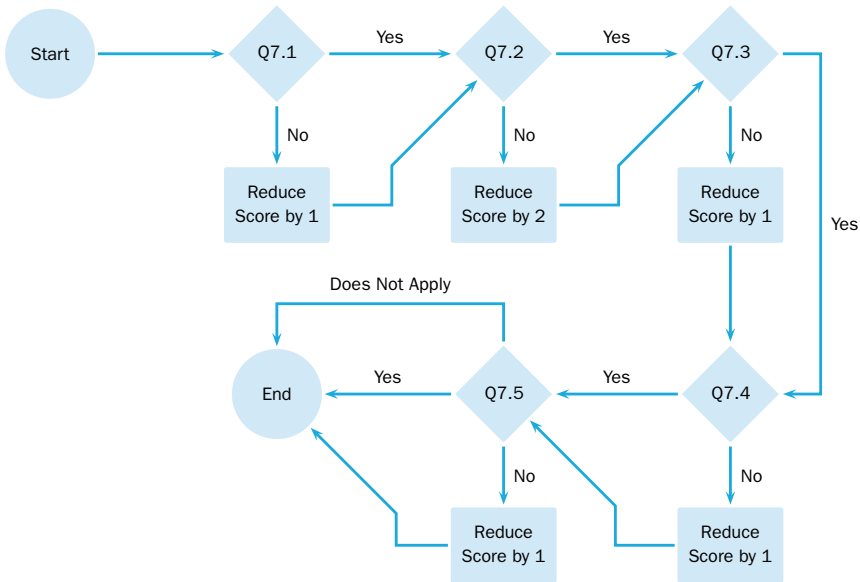 Start
Q7.1
Yes
Q7.2
Yes
Q7.3
No
No
No
Reduce
Score by 1
Reduce
Score by 2
Reduce
Score by 1
Yes
Does Not Apply
End
Yes
Q7.5
Yes
Q7.4
No
No
Reduce
Score by 1
Reduce
Score by 1